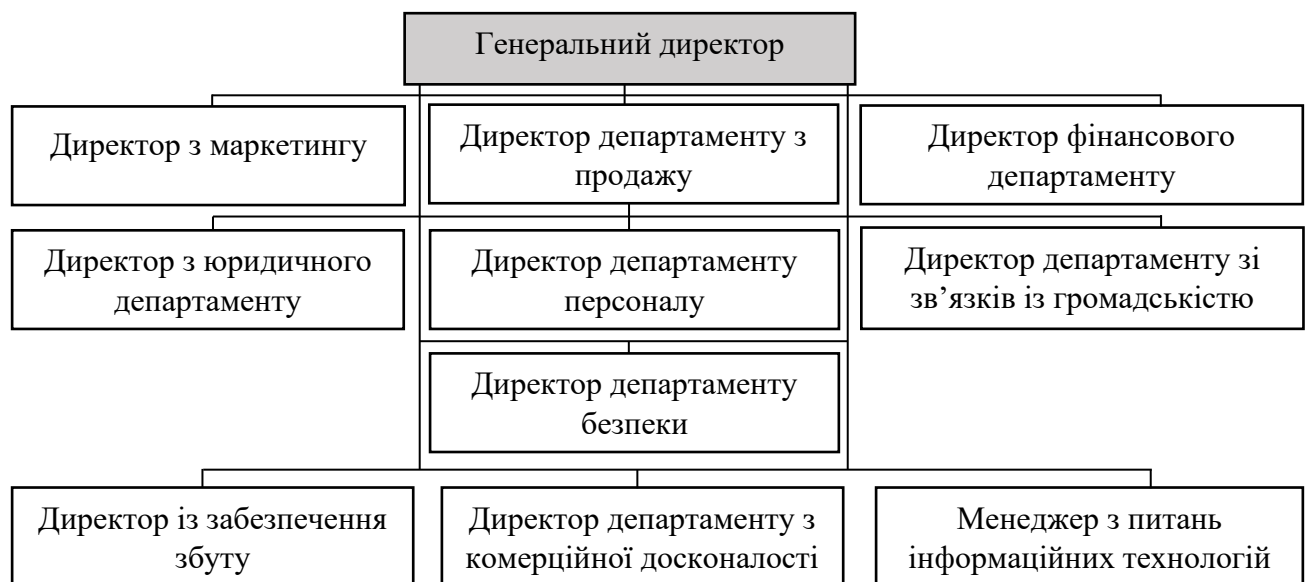 Генеральний директор
Директор з маркетингу
Директор департаменту з
продажу
Директор фінансового
департаменту
Директор з юридичного
департаменту
Директор департаменту
персоналу
Директор департаменту зі
зв’язків із громадськістю
Директор департаменту
безпеки
Директор із забезпечення
збуту
Директор департаменту з
комерційної досконалості
Менеджер з питань
інформаційних технологій